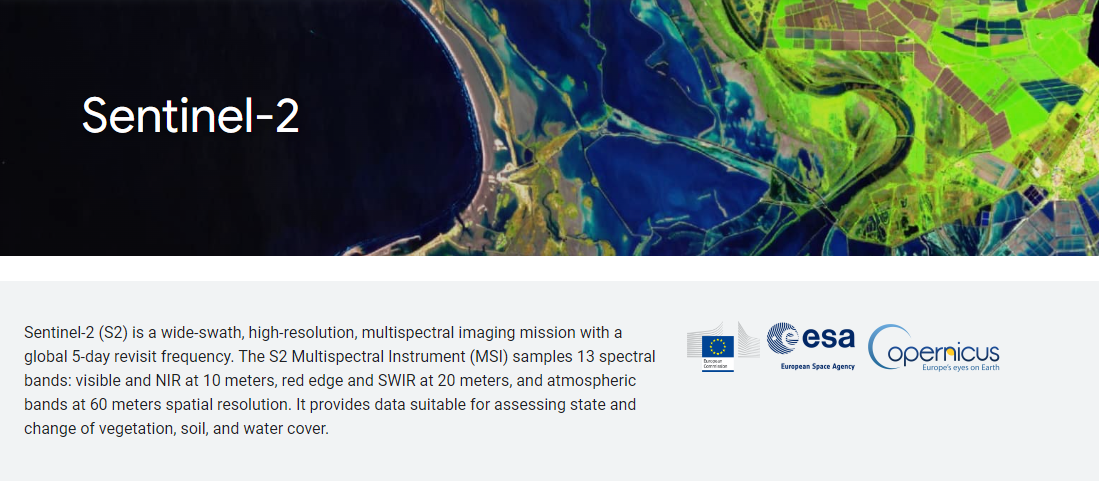 Sentinel-2
Sentinel-2 (S2) is a wide-swath, high-resolution, multispectral imaging mission with a
global 5-day revisit frequency. The S2 Multispectral Instrument (MSI) samples 13 spectral
bands: visible and NIR at 10 meters, red edge and SWIR at 20 meters, and atmospheric
bands at 60 meters spatial resolution. It provides data suitable for assessing state and
change of vegetation, soil, and water cover.
European
Commission
esa
European Space Agency
Copernicus
Europe's eyes on Earth